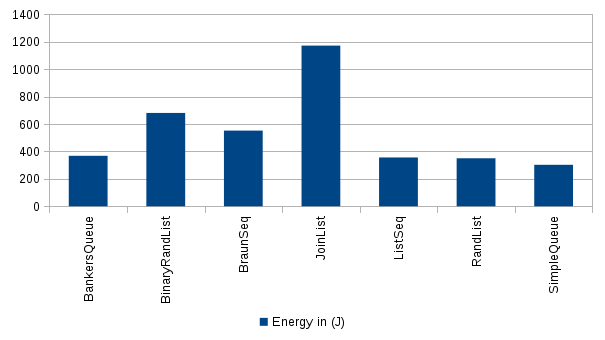 1400
1200
1000
800
600
400
200
0
BankersQueue
BinaryRandList
BraunSeq
JoinList
ListSeq
RandList
SimpleQueue
Energy in (J)